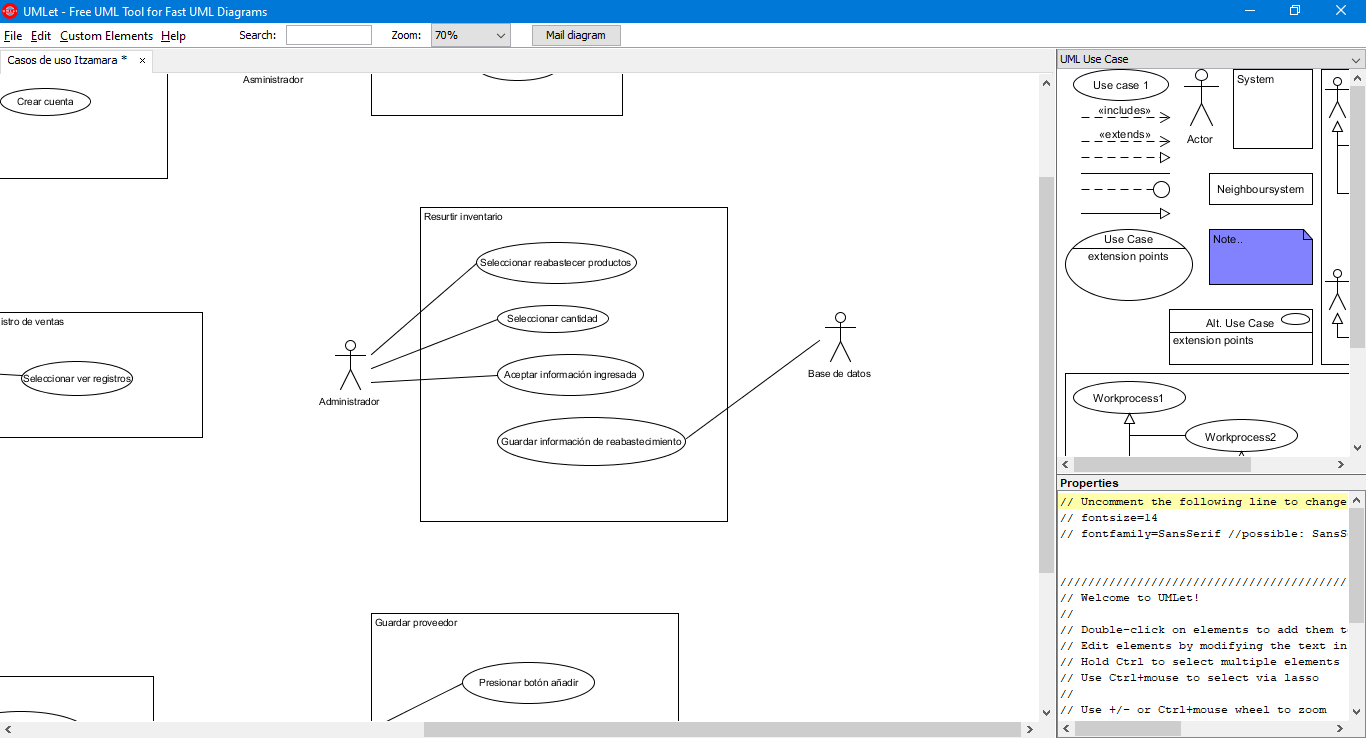 UMLet - Free UML Tool for Fast UML Diagrams
File Edit Custom Elements Help Search: Zoom: 70% Mail diagram
Casos de uso Itzamara *
Crear cuenta
Asministrador
Resurtir inventario
Seleccionar reabastecer productos
Seleccionar cantidad
Aceptar información ingresada
Guardar información de reabastecimiento
Administrador
Base de datos
istro de ventas
Seleccionar ver registros
Guardar proveedor
Presionar botón añadir
UML Use Case
Use case 1
«includes»
«extends»
Actor
System
Neighboursystem
Use Case
extension points
Note..
Alt. Use Case
extension points
Workprocess1
Workprocess2
Properties
// Uncomment the following line to change
// fontsize=14
// fontfamily=SansSerif //possible: SansS
/////////////////////////////////////////
// Welcome to UMLet!
//
// Double-click on elements to add them t
// Edit elements by modifying the text in
// Hold Ctrl to select multiple elements
// Use Ctrl+mouse to select via lasso
//
// Use +/- or Ctrl+mouse wheel to zoom